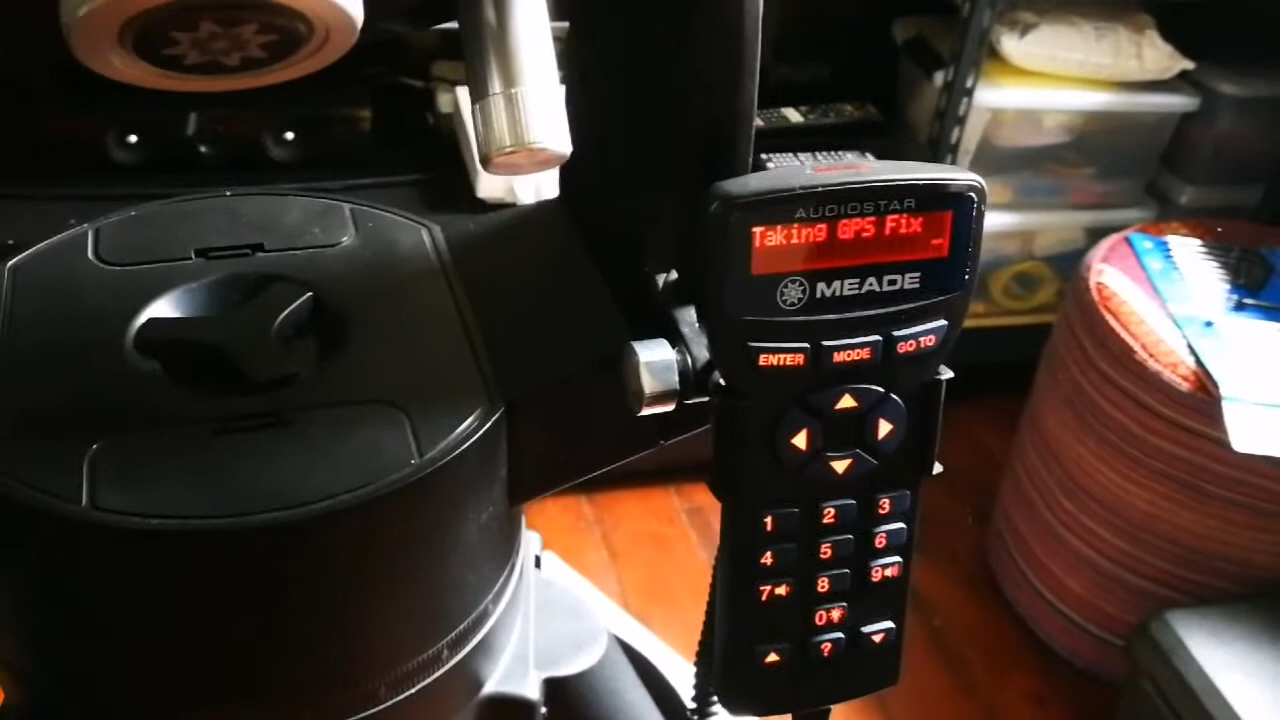 AUDIOSTAR
Taking GPS Fix
MEADE
ENTER MODE GO TO
1 2 3
4 5 6
7 8 9
0
?